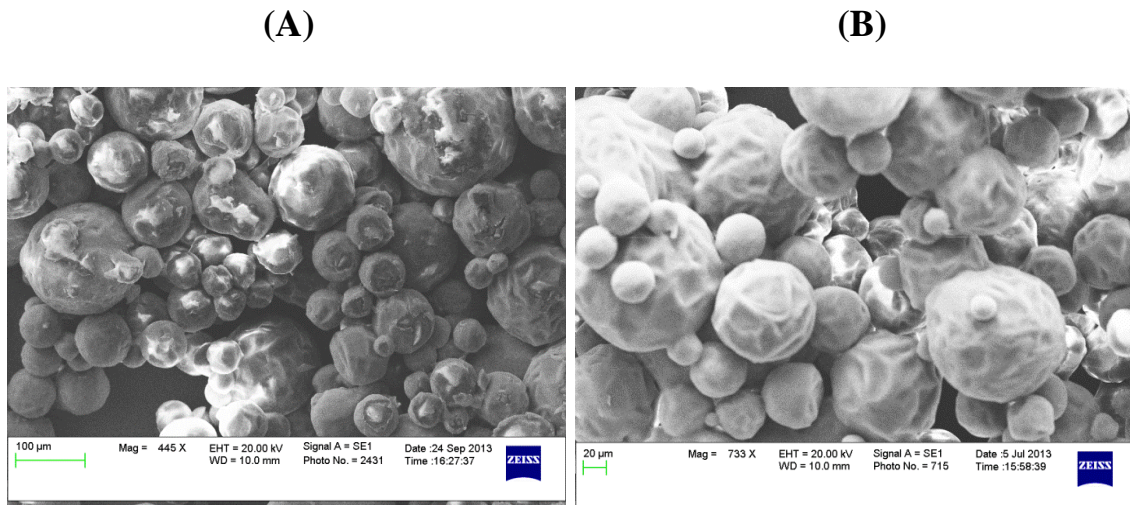 (A)
(B)
100 µm
Mag = 445 X
EHT = 20.00 kV
WD = 10.0 mm
Signal A = SE1
Photo No. = 2431
Date :24 Sep 2013
Time :16:27:37
ZEISS
20 µm
Mag = 733 X
EHT = 20.00 kV
WD = 10.0 mm
Signal A = SE1
Photo No. = 715
Date :5 Jul 2013
Time :15:58:39
ZEISS